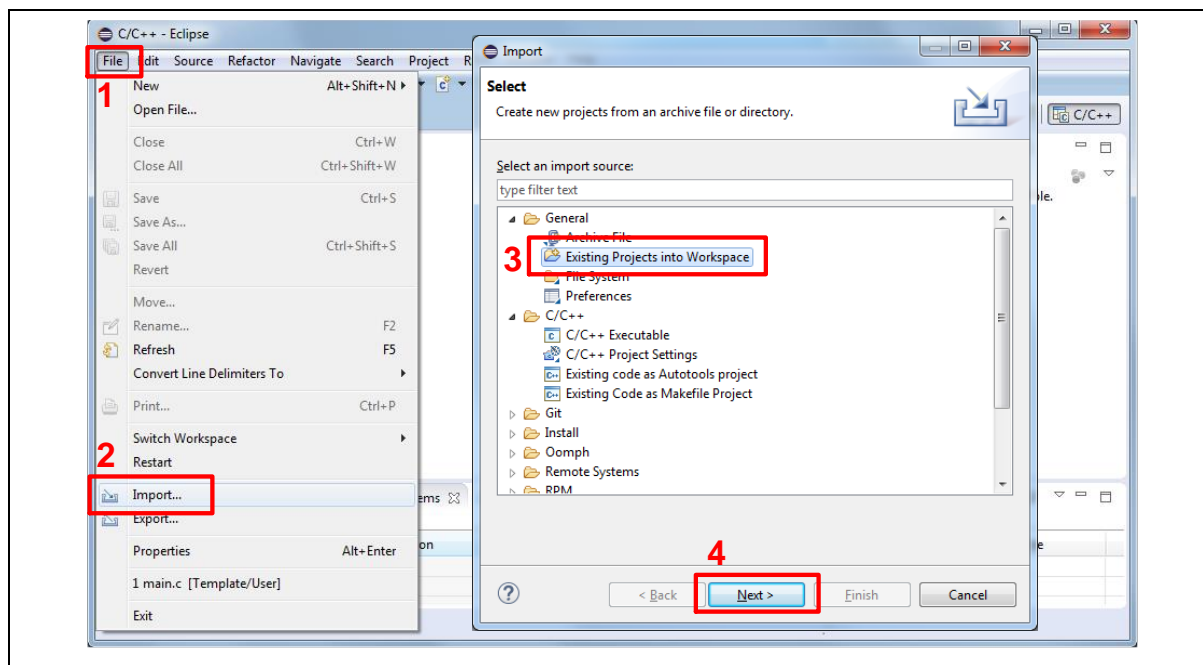 C/C++ - Eclipse
File Edit Source Refactor Navigate Search Project R
1
New Alt+Shift+N
Open File...
Close Ctrl+W
Close All Ctrl+Shift+W
Save Ctrl+S
Save As...
Save All Ctrl+Shift+S
Revert
Move...
Rename... F2
Refresh F5
Convert Line Delimiters To
Print... Ctrl+P
Switch Workspace
2
Restart
Import...
Export...
Properties Alt+Enter
1 main.c [Template/User]
Exit
ems
on
Import
Select
Create new projects from an archive file or directory.
Select an import source:
type filter text
General
Archive File
3
Existing Projects into Workspace
File System
Preferences
C/C++
C/C++ Executable
C/C++ Project Settings
Existing code as Autotools project
Existing Code as Makefile Project
Git
Install
Oomph
Remote Systems
RPM
4
< Back Next > Finish Cancel
C/C++
ble.
e